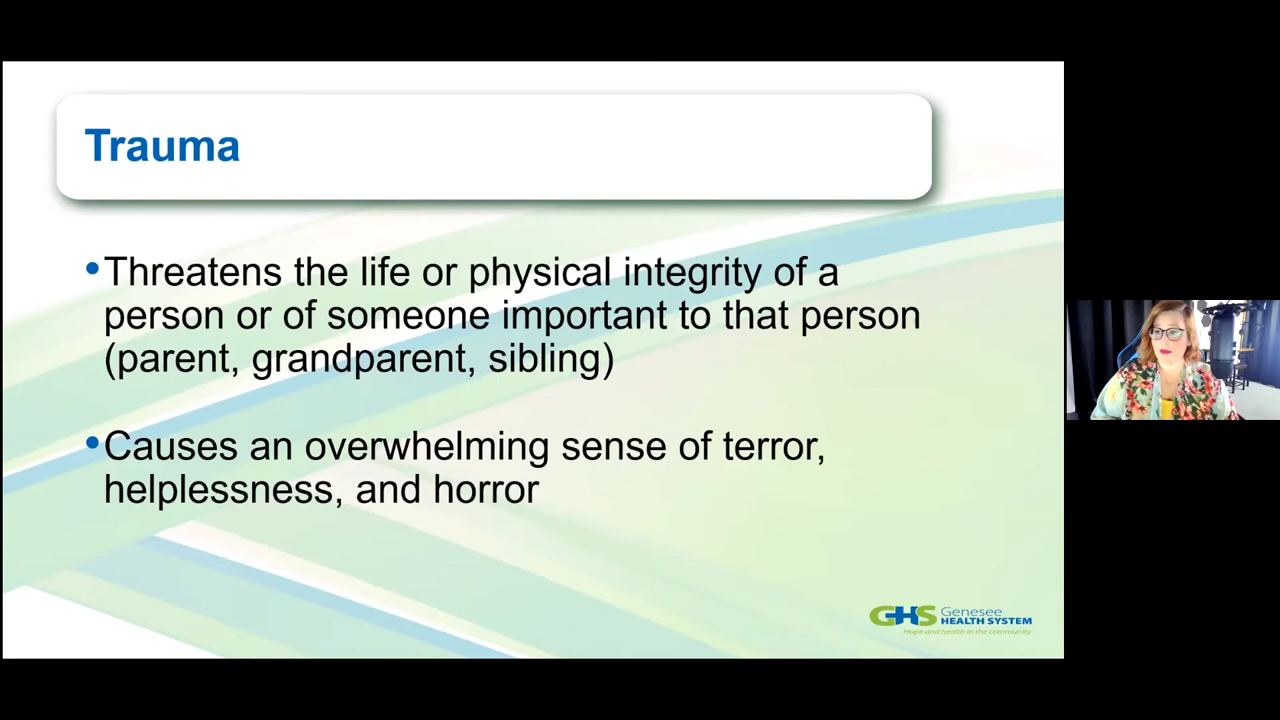 Trauma
•Threatens the life or physical integrity of a
person or of someone important to that person
(parent, grandparent, sibling)
•Causes an overwhelming sense of terror,
helplessness, and horror
GHS Genesee
HEALTH SYSTEM
Hope and health in the community